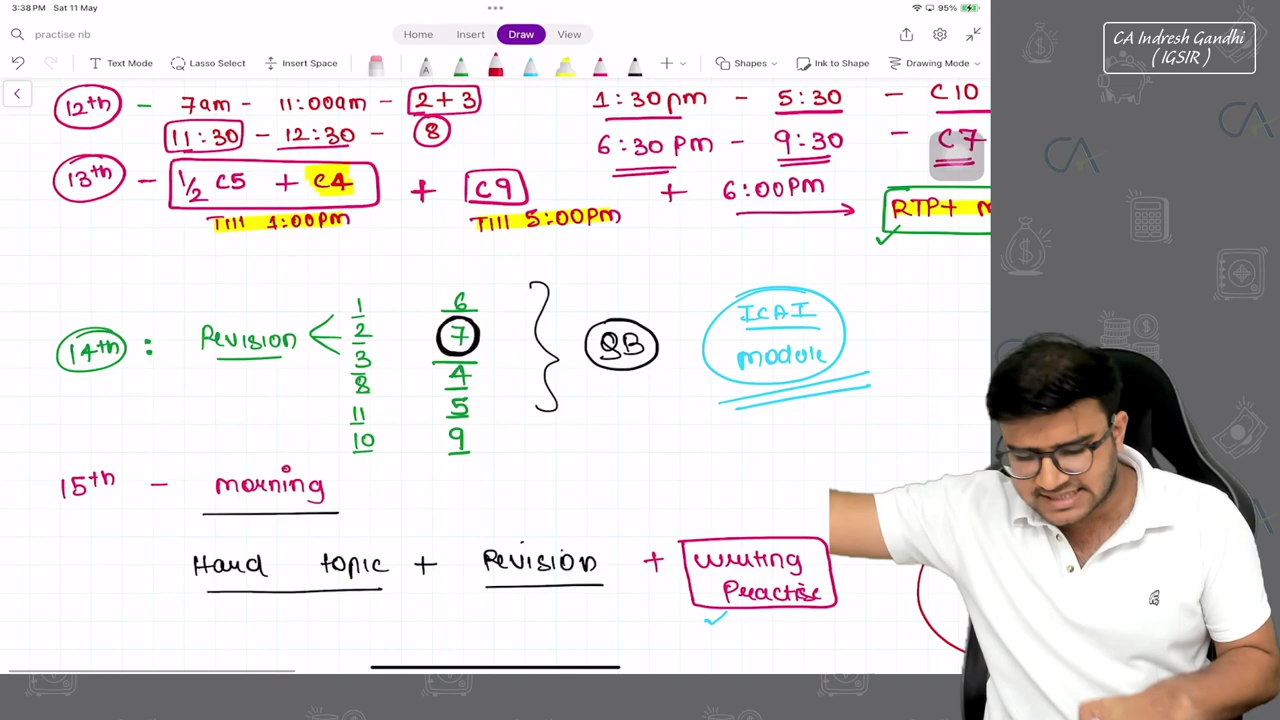 3:38 PM Sat 11 May
95%
practise nb
Home Insert Draw View
Text Mode Lasso Select Insert Space Shapes Ink to Shape Drawing Mode
CA Indresh Gandhi
(IGSIR)
12th - 7am - 11:00am - 2+3 1:30pm - 5:30 - C10
11:30 - 12:30 - 8 6:30 pm - 9:30 - C7
13th - 1/2 C5 + C4 + C9 + 6:00pm
Till 1:00pm Till 5:00pm RTP+
14th : Revision
1
2
3
8
11
10
6
7
4
5
9
QB
ICAI
module
15th - morning
Hard topic + Revision + Writing
Practise